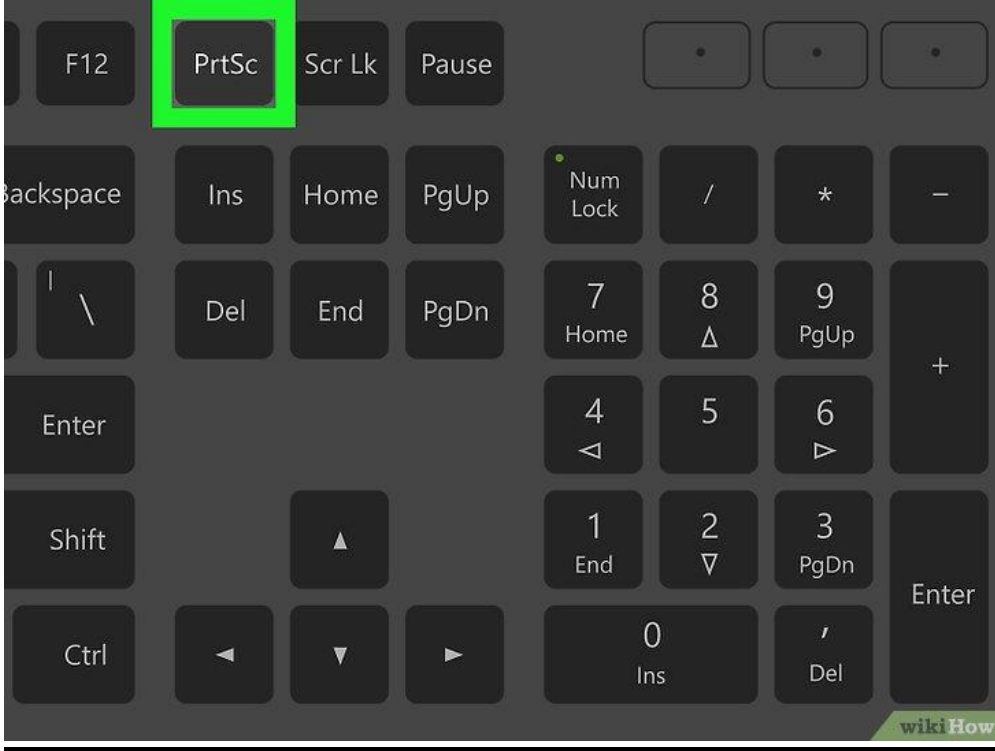 F12 PrtSc Scr Lk Pause
Backspace Ins Home PgUp Num Lock / * −
| \ Del End PgDn 7 Home 8 9 PgUp +
Enter 4 5 6
Shift 1 End 2 3 PgDn Enter
Ctrl 0 Ins , Del
wikiHow